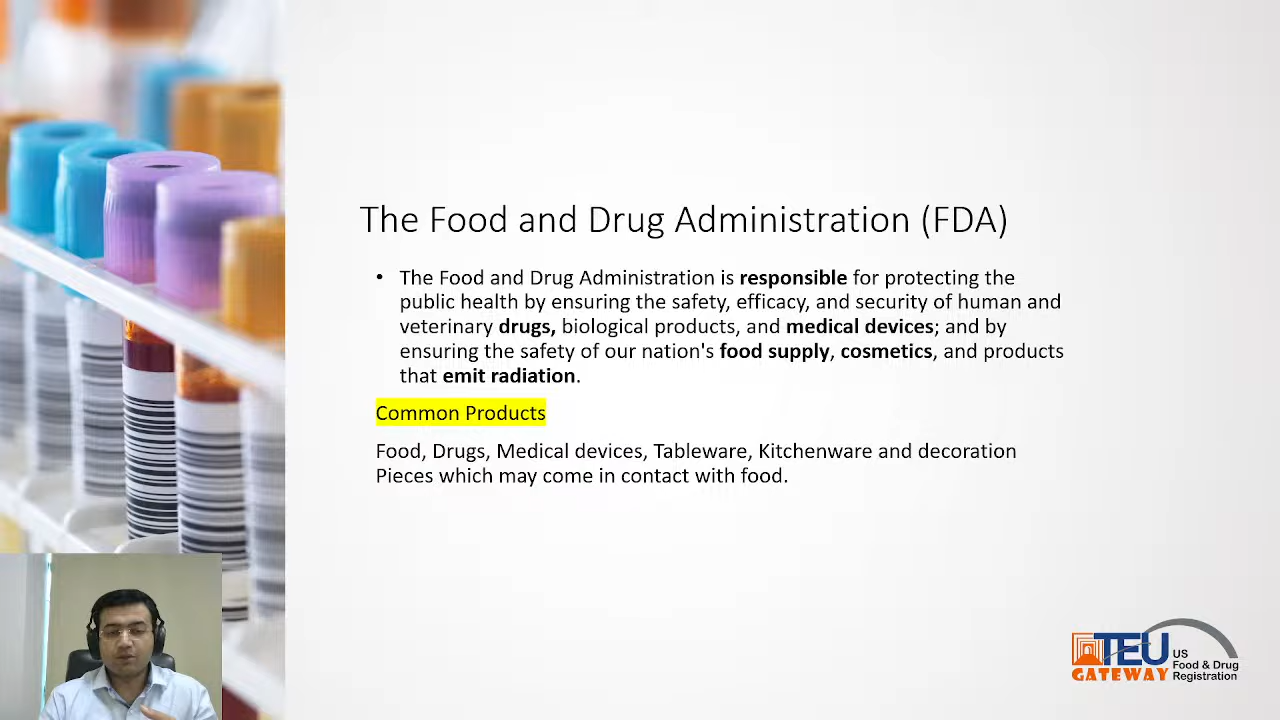 The Food and Drug Administration (FDA)
• The Food and Drug Administration is responsible for protecting the
public health by ensuring the safety, efficacy, and security of human and
veterinary drugs, biological products, and medical devices; and by
ensuring the safety of our nation's food supply, cosmetics, and products
that emit radiation.
Common Products
Food, Drugs, Medical devices, Tableware, Kitchenware and decoration
Pieces which may come in contact with food.
TEU
GATEWAY
US
Food & Drug
Registration